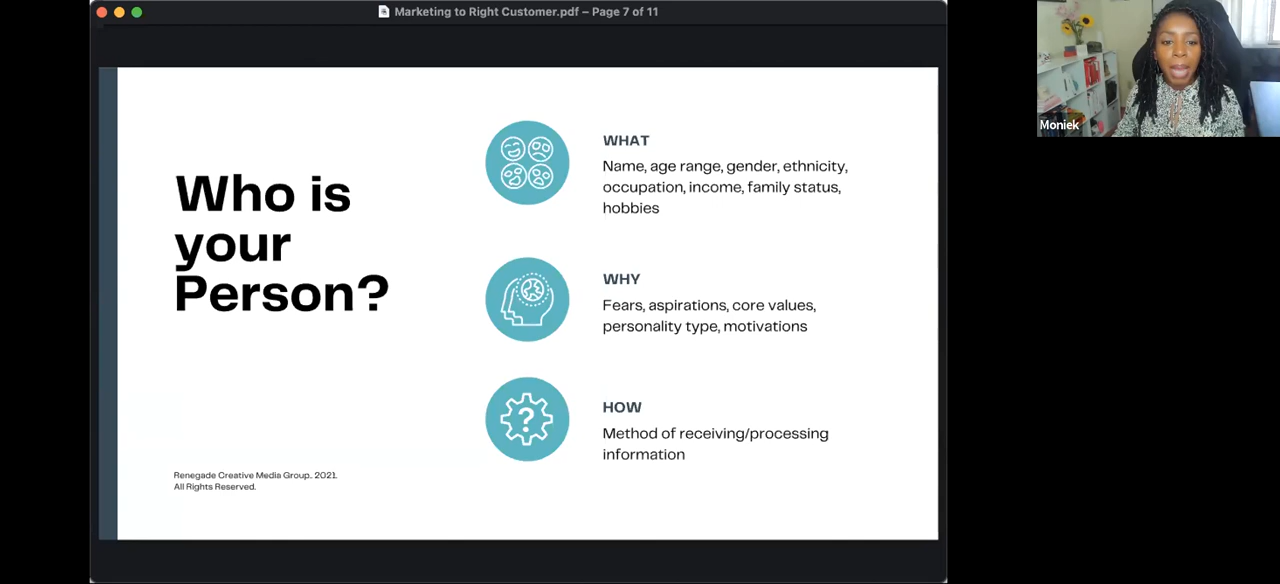 Marketing to Right Customer.pdf – Page 7 of 11
Moniek
Who is
your
Person?
WHAT
Name, age range, gender, ethnicity,
occupation, income, family status,
hobbies
WHY
Fears, aspirations, core values,
personality type, motivations
HOW
Method of receiving/processing
information
Renegade Creative Media Group. 2021.
All Rights Reserved.